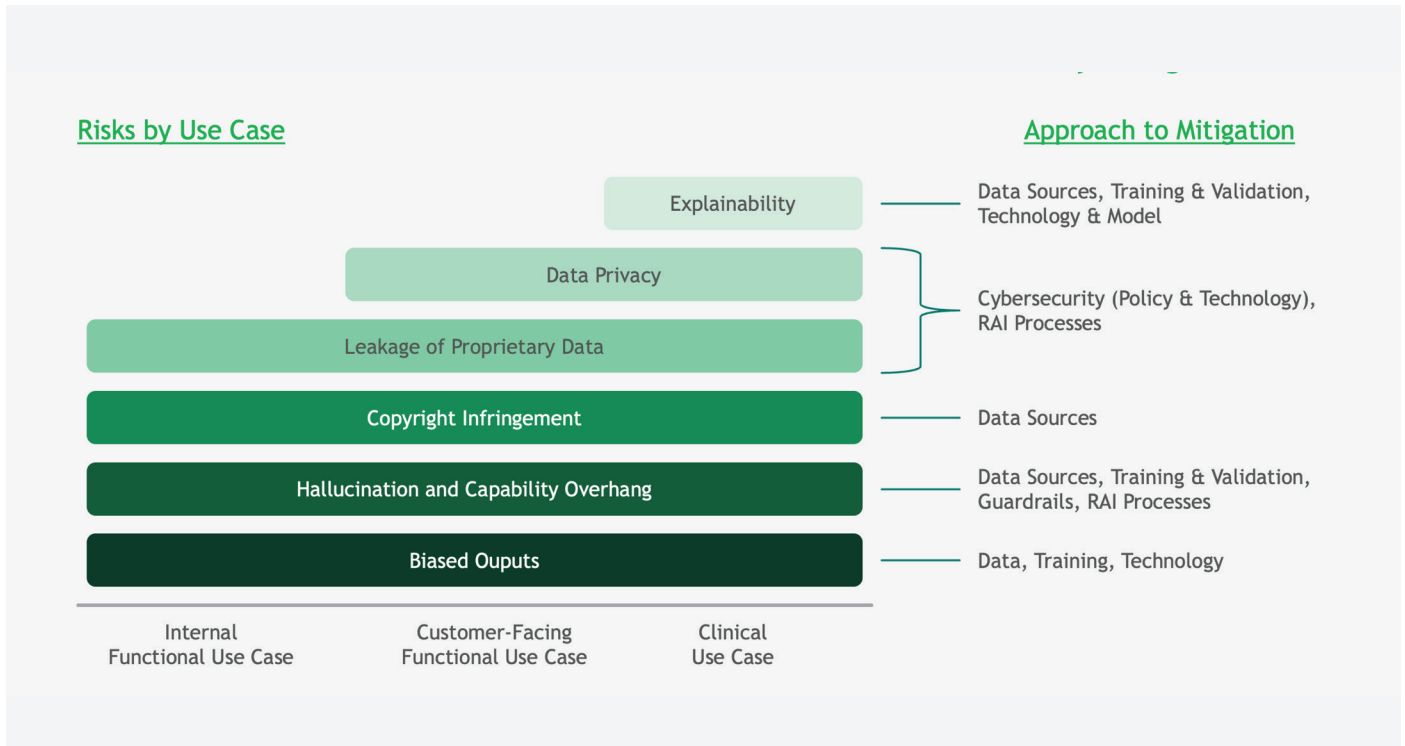 Risks by Use Case
Approach to Mitigation
Explainability
Data Sources, Training & Validation,
Technology & Model
Data Privacy
Cybersecurity (Policy & Technology),
RAI Processes
Leakage of Proprietary Data
Copyright Infringement
Data Sources
Hallucination and Capability Overhang
Data Sources, Training & Validation,
Guardrails, RAI Processes
Biased Ouputs
Data, Training, Technology
Internal
Functional Use Case
Customer-Facing
Functional Use Case
Clinical
Use Case